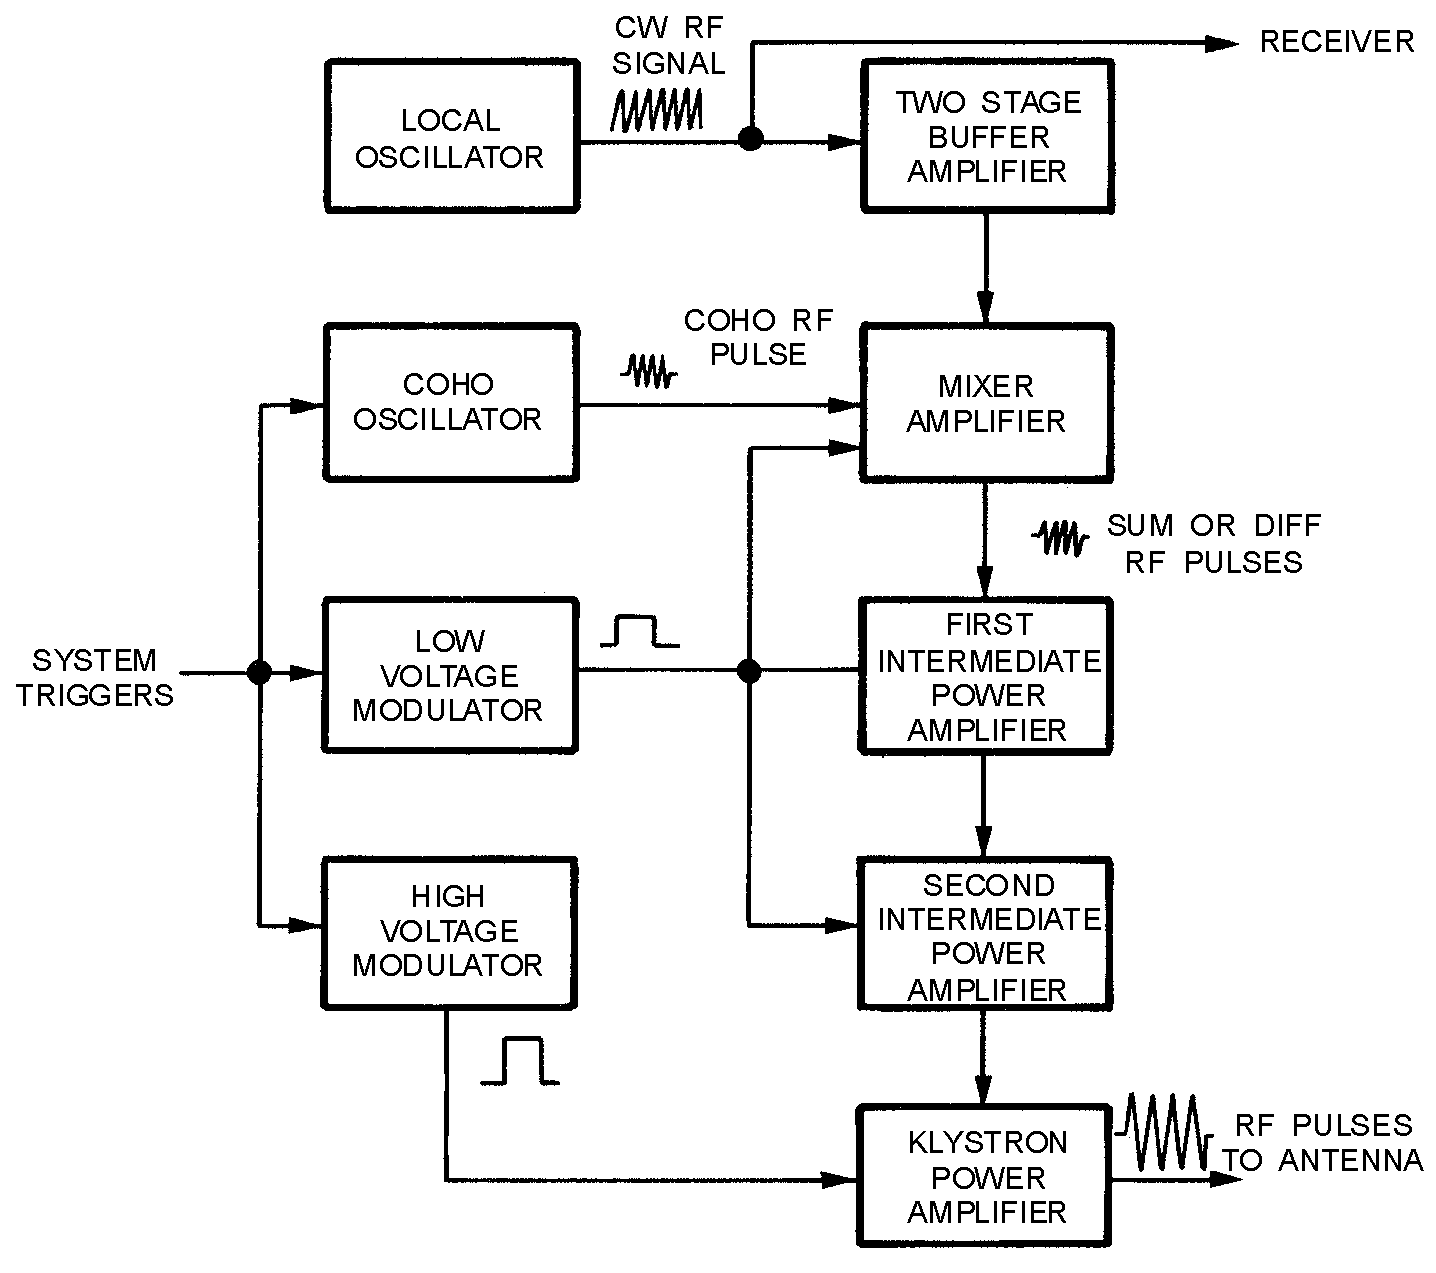 CW RF
SIGNAL
RECEIVER
LOCAL
OSCILLATOR
TWO STAGE
BUFFER
AMPLIFIER
COHO RF
PULSE
COHO
OSCILLATOR
MIXER
AMPLIFIER
SUM OR DIFF
RF PULSES
SYSTEM
TRIGGERS
LOW
VOLTAGE
MODULATOR
FIRST
INTERMEDIATE
POWER
AMPLIFIER
HIGH
VOLTAGE
MODULATOR
SECOND
INTERMEDIATE
POWER
AMPLIFIER
KLYSTRON
POWER
AMPLIFIER
RF PULSES
TO ANTENNA